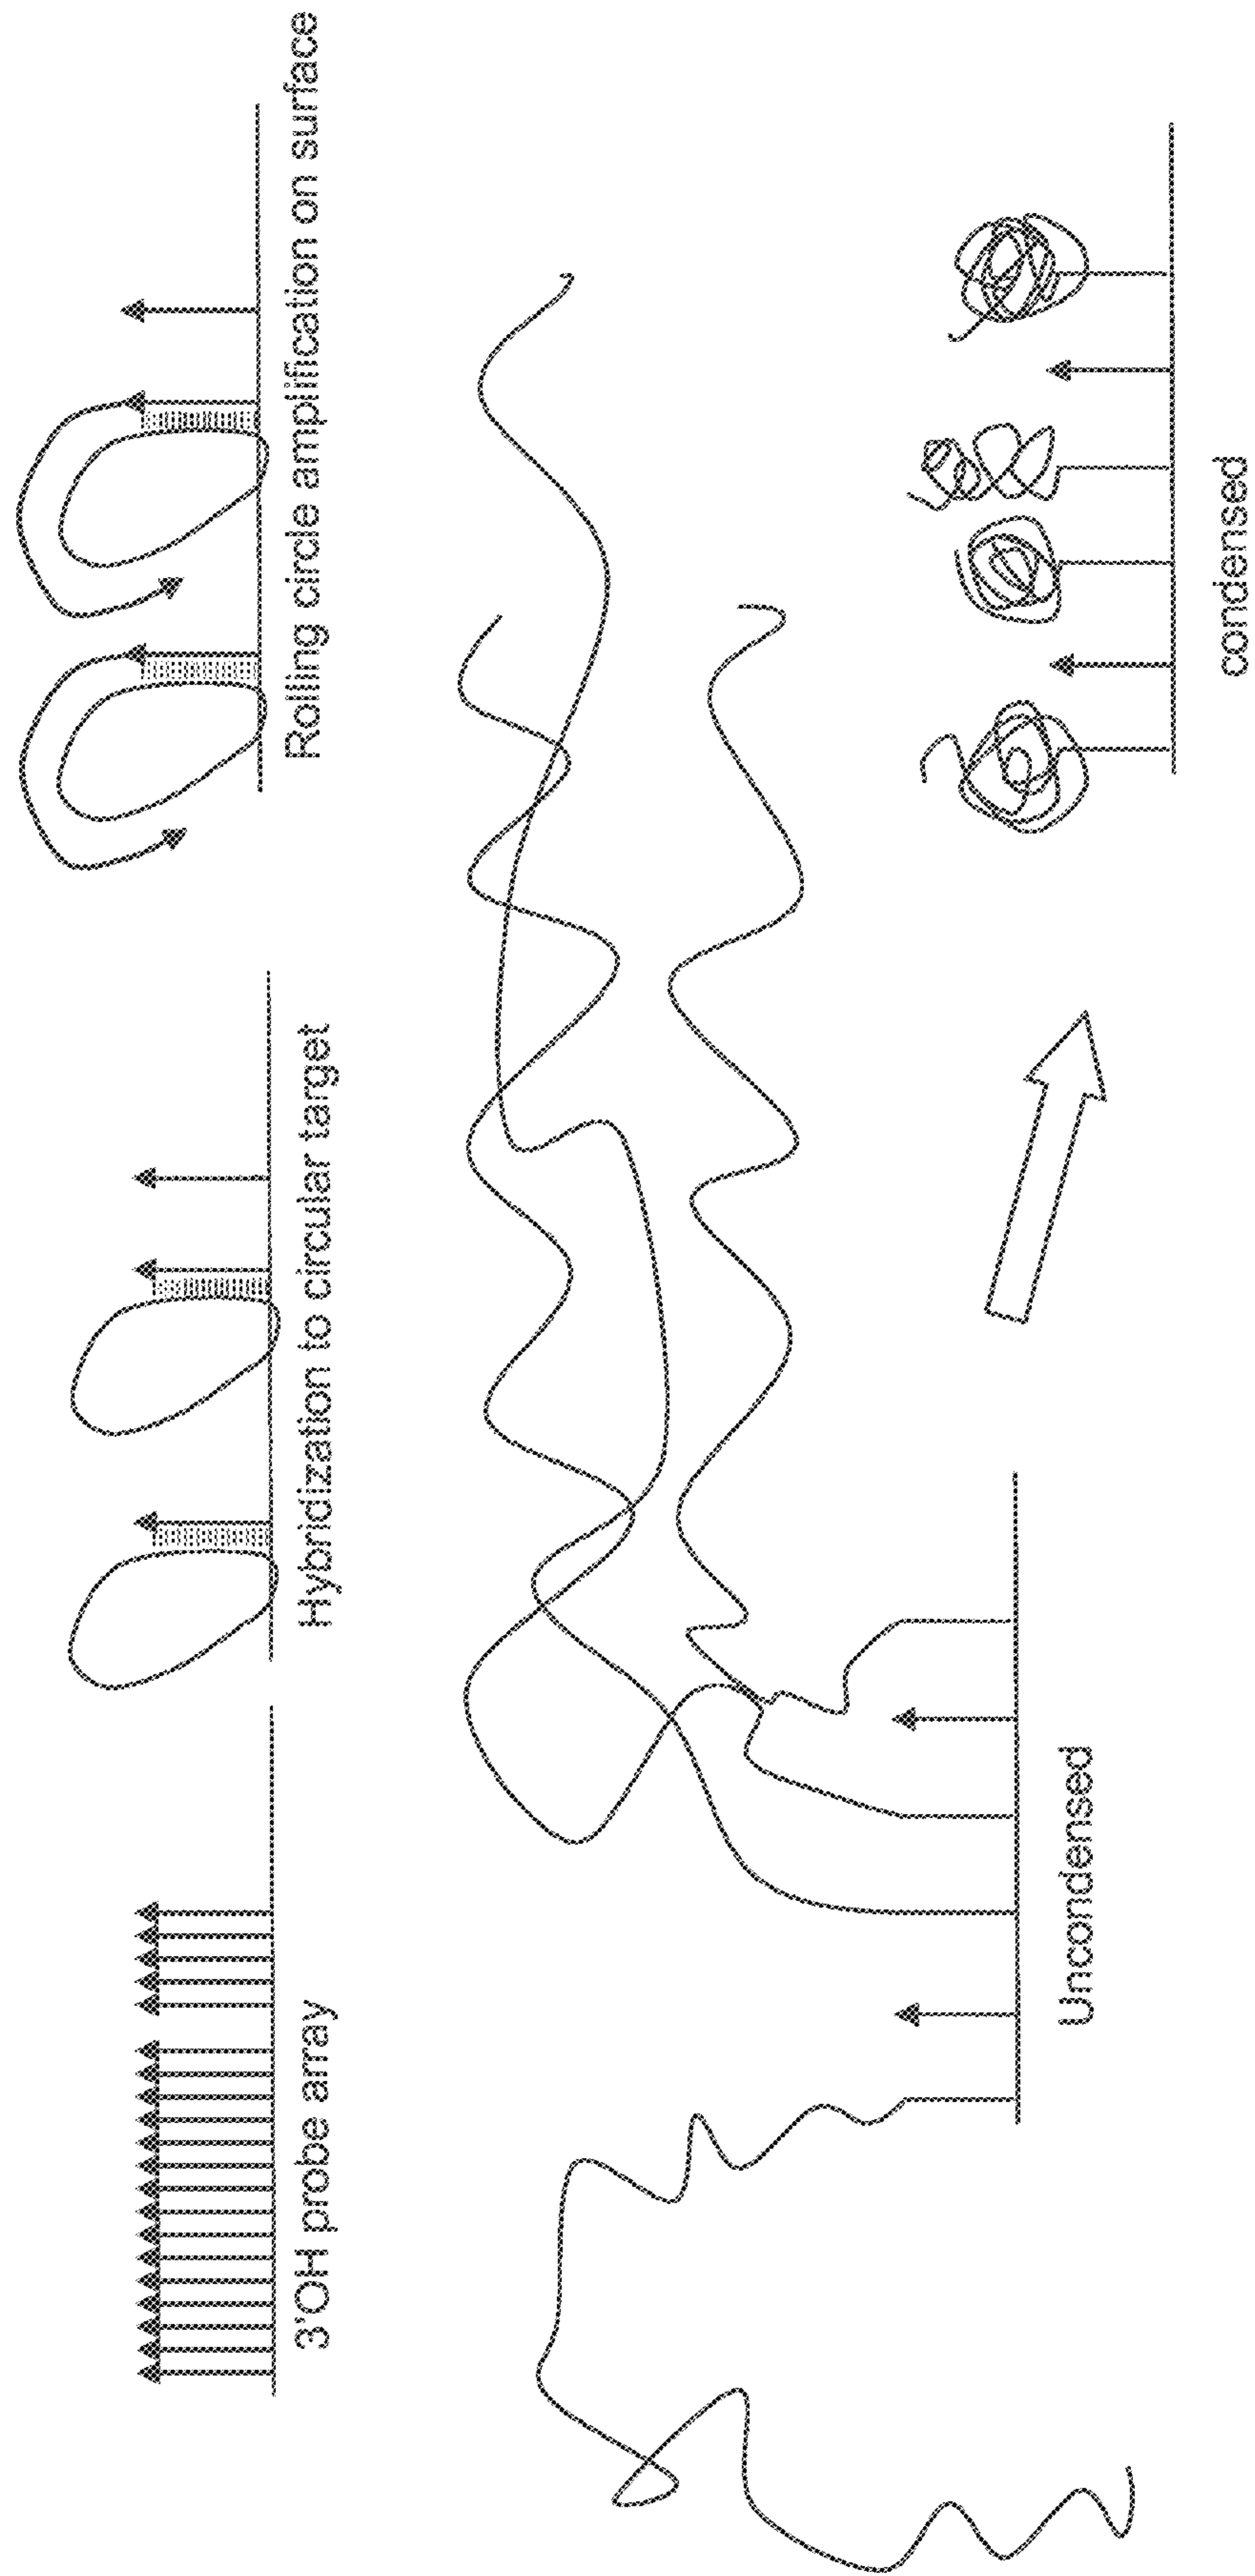 3'OH probe array
Hybridization to circular target
Rolling circle amplification on surface
Uncondensed
condensed